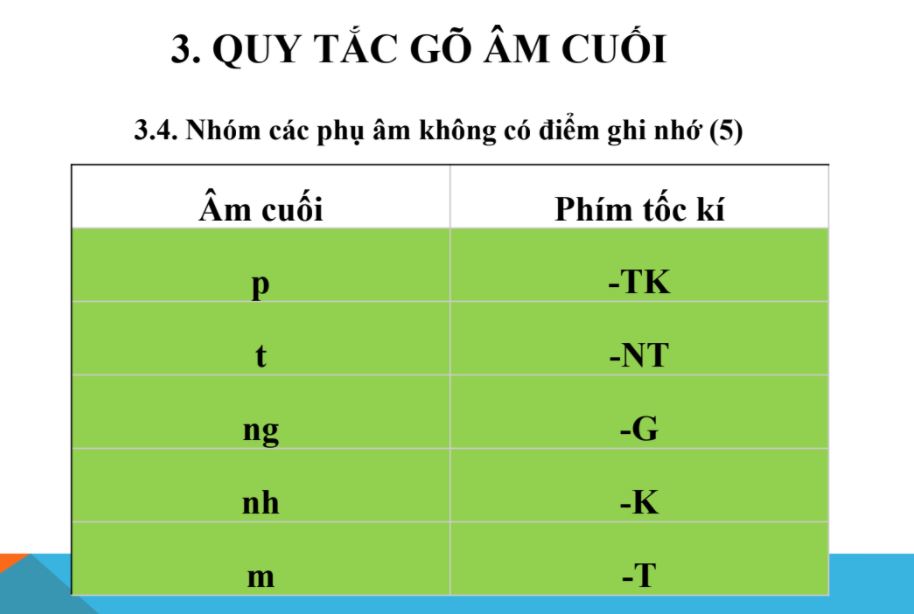 3. QUY TẮC GÕ ÂM CUỐI
3.4. Nhóm các phụ âm không có điểm ghi nhớ (5)
Âm cuối Phím tốc kí
p -TK
t -NT
ng -G
nh -K
m -T